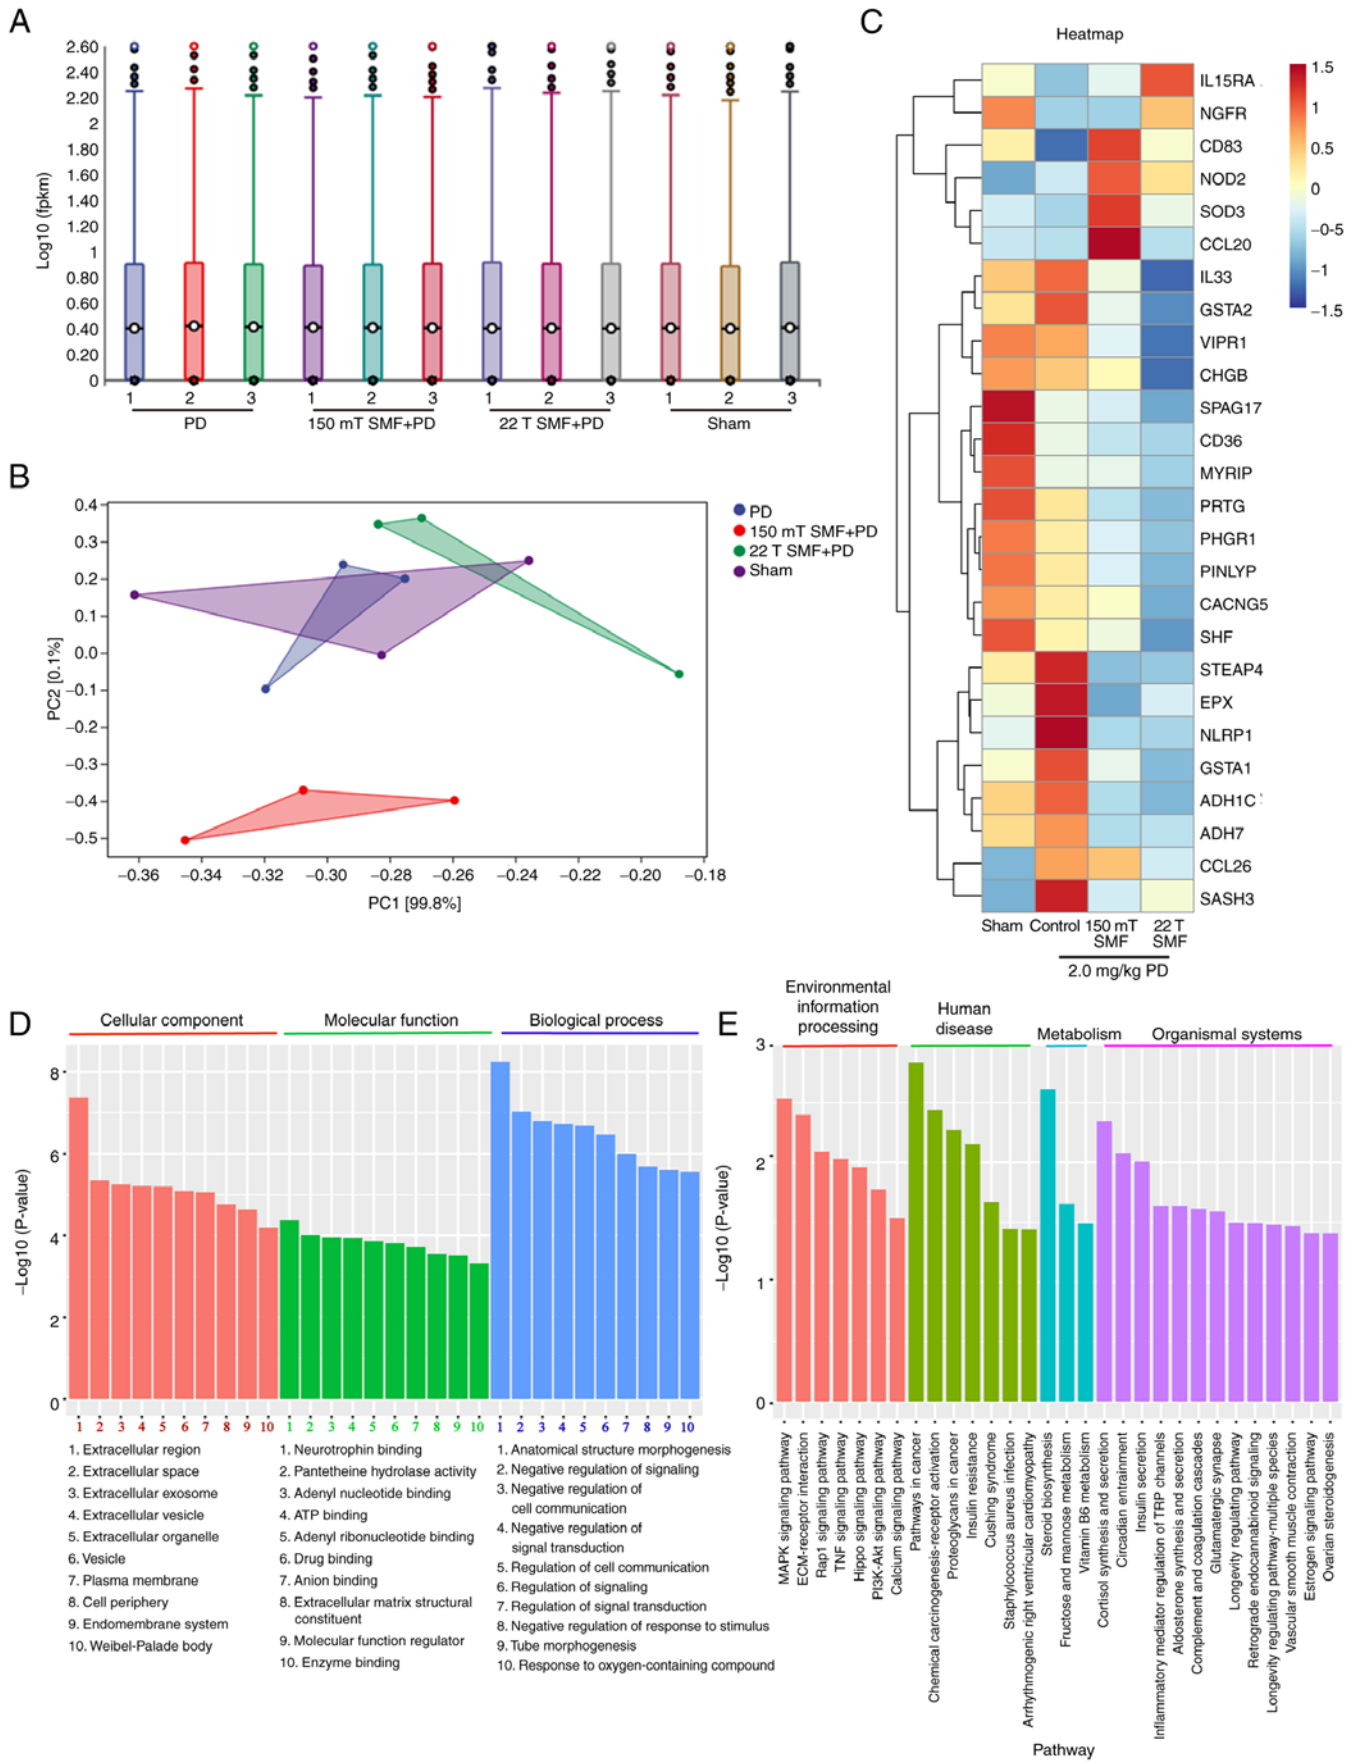 A
Log10 (fpkm)
2.60
2.40
2.20
2
1.80
1.60
1.40
1.20
1
0.80
0.60
0.40
0.20
0
1 2 3 1 2 3 1 2 3 1 2 3
PD 150 mT SMF+PD 22 T SMF+PD Sham
B
PC2 [0.1%]
0.4
0.3
0.2
0.1
0.0
−0.1
−0.2
−0.3
−0.4
−0.5
−0.36 −0.34 −0.32 −0.30 −0.28 −0.26 −0.24 −0.22 −0.20 −0.18
PC1 [99.8%]
PD
150 mT SMF+PD
22 T SMF+PD
Sham
C
Heatmap
IL15RA
NGFR
CD83
NOD2
SOD3
CCL20
IL33
GSTA2
VIPR1
CHGB
SPAG17
CD36
MYRIP
PRTG
PHGR1
PINLYP
CACNG5
SHF
STEAP4
EPX
NLRP1
GSTA1
ADH1C
ADH7
CCL26
SASH3
1.5
1
0.5
0
−0-5
−1
−1.5
Sham Control 150 mT SMF 22 T SMF
2.0 mg/kg PD
D
Cellular component Molecular function Biological process
−Log10 (P-value)
8
6
4
2
0
1 2 3 4 5 6 7 8 9 10 1 2 3 4 5 6 7 8 9 10 1 2 3 4 5 6 7 8 9 10
1. Extracellular region
2. Extracellular space
3. Extracellular exosome
4. Extracellular vesicle
5. Extracellular organelle
6. Vesicle
7. Plasma membrane
8. Cell periphery
9. Endomembrane system
10. Weibel-Palade body
1. Neurotrophin binding
2. Pantetheine hydrolase activity
3. Adenyl nucleotide binding
4. ATP binding
5. Adenyl ribonucleotide binding
6. Drug binding
7. Anion binding
8. Extracellular matrix structural
constituent
9. Molecular function regulator
10. Enzyme binding
1. Anatomical structure morphogenesis
2. Negative regulation of signaling
3. Negative regulation of
cell communication
4. Negative regulation of
signal transduction
5. Regulation of cell communication
6. Regulation of signaling
7. Regulation of signal transduction
8. Negative regulation of response to stimulus
9. Tube morphogenesis
10. Response to oxygen-containing compound
E
Environmental
information
processing
Human
disease
Metabolism
Organismal systems
−Log10 (P-value)
3
2
1
0
MAPK signaling pathway
ECM-receptor interaction
Rap1 signaling pathway
TNF signaling pathway
Hippo signaling pathway
PI3K-Akt signaling pathway
Calcium signaling pathway
Pathways in cancer
Chemical carcinogenesis-receptor activation
Proteoglycans in cancer
Insulin resistance
Cushing syndrome
Staphylococcus aureus infection
Arrhythmogenic right ventricular cardiomyopathy
Steroid biosynthesis
Fructose and mannose metabolism
Vitamin B6 metabolism
Cortisol synthesis and secretion
Circadian entrainment
Insulin secretion
Inflammatory mediator regulation of TRP channels
Aldosterone synthesis and secretion
Complement and coagulation cascades
Glutamatergic synapse
Longevity regulating pathway
Retrograde endocannabinoid signaling
Longevity regulating pathway-multiple species
Vascular smooth muscle contraction
Estrogen signaling pathway
Ovarian steroidogenesis
Pathway